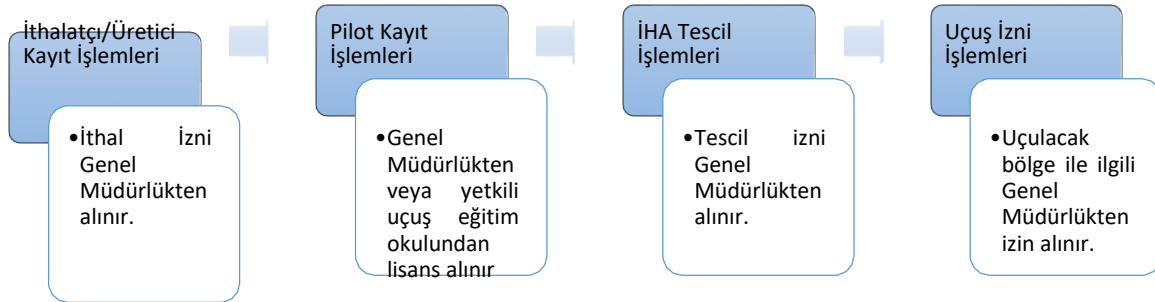 İthalatçı/Üretici
Kayıt İşlemleri
•İthal İzni
Genel
Müdürlükten
alınır.
Pilot Kayıt
İşlemleri
•Genel
Müdürlükten
veya yetkili
uçuş eğitim
okulundan
lisans alınır
İHA Tescil
İşlemleri
•Tescil izni
Genel
Müdürlükten
alınır.
Uçuş İzni
İşlemleri
•Uçulacak
bölge ile ilgili
Genel
Müdürlükten
izin alınır.